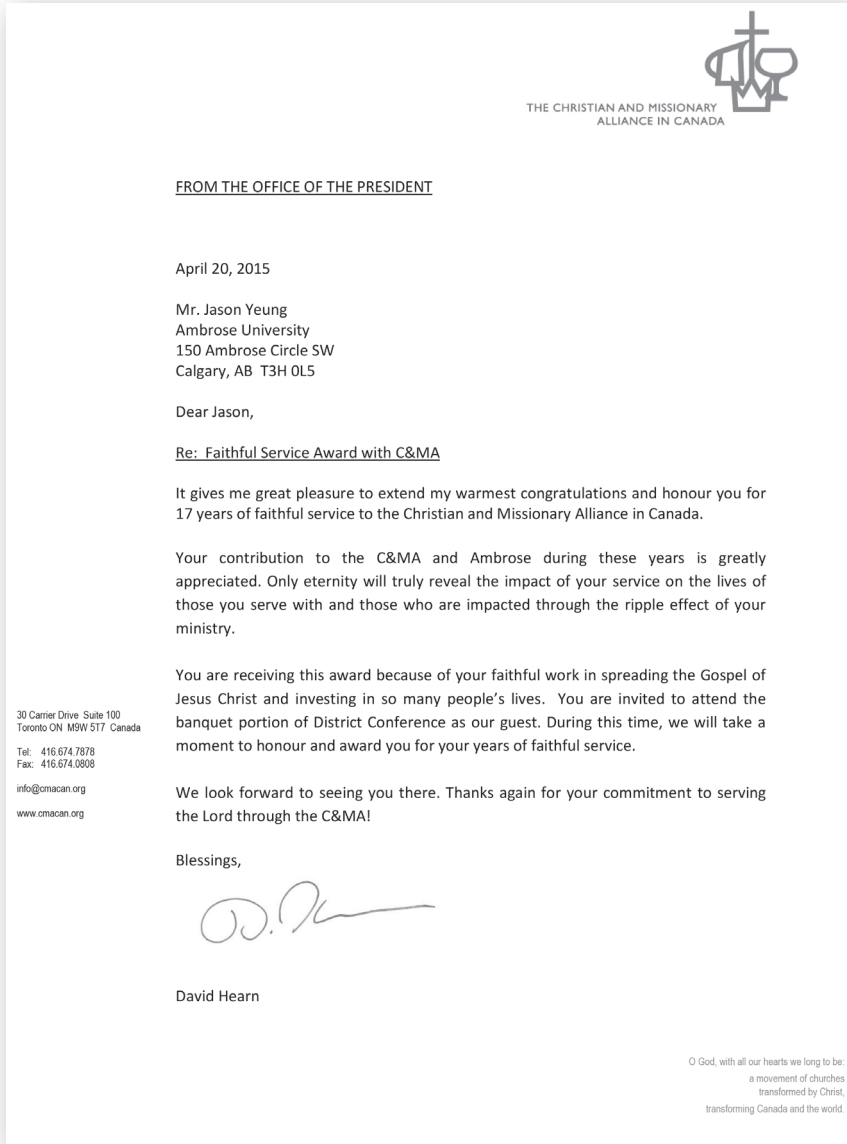 THE CHRISTIAN AND MISSIONARY
ALLIANCE IN CANADA
FROM THE OFFICE OF THE PRESIDENT
April 20, 2015
Mr. Jason Yeung
Ambrose University
150 Ambrose Circle SW
Calgary, AB  T3H 0L5
Dear Jason,
Re:  Faithful Service Award with C&MA
It gives me great pleasure to extend my warmest congratulations and honour you for
17 years of faithful service to the Christian and Missionary Alliance in Canada.
Your contribution to the C&MA and Ambrose during these years is greatly
appreciated. Only eternity will truly reveal the impact of your service on the lives of
those you serve with and those who are impacted through the ripple effect of your
ministry.
You are receiving this award because of your faithful work in spreading the Gospel of
Jesus Christ and investing in so many people's lives.  You are invited to attend the
banquet portion of District Conference as our guest. During this time, we will take a
moment to honour and award you for your years of faithful service.
We look forward to seeing you there. Thanks again for your commitment to serving
the Lord through the C&MA!
Blessings,
David Hearn
30 Carrier Drive  Suite 100
Toronto ON  M9W 5T7  Canada
Tel:   416.674.7878
Fax:  416.674.0808
info@cmacan.org
www.cmacan.org
O God, with all our hearts we long to be:
a movement of churches
transformed by Christ,
transforming Canada and the world.